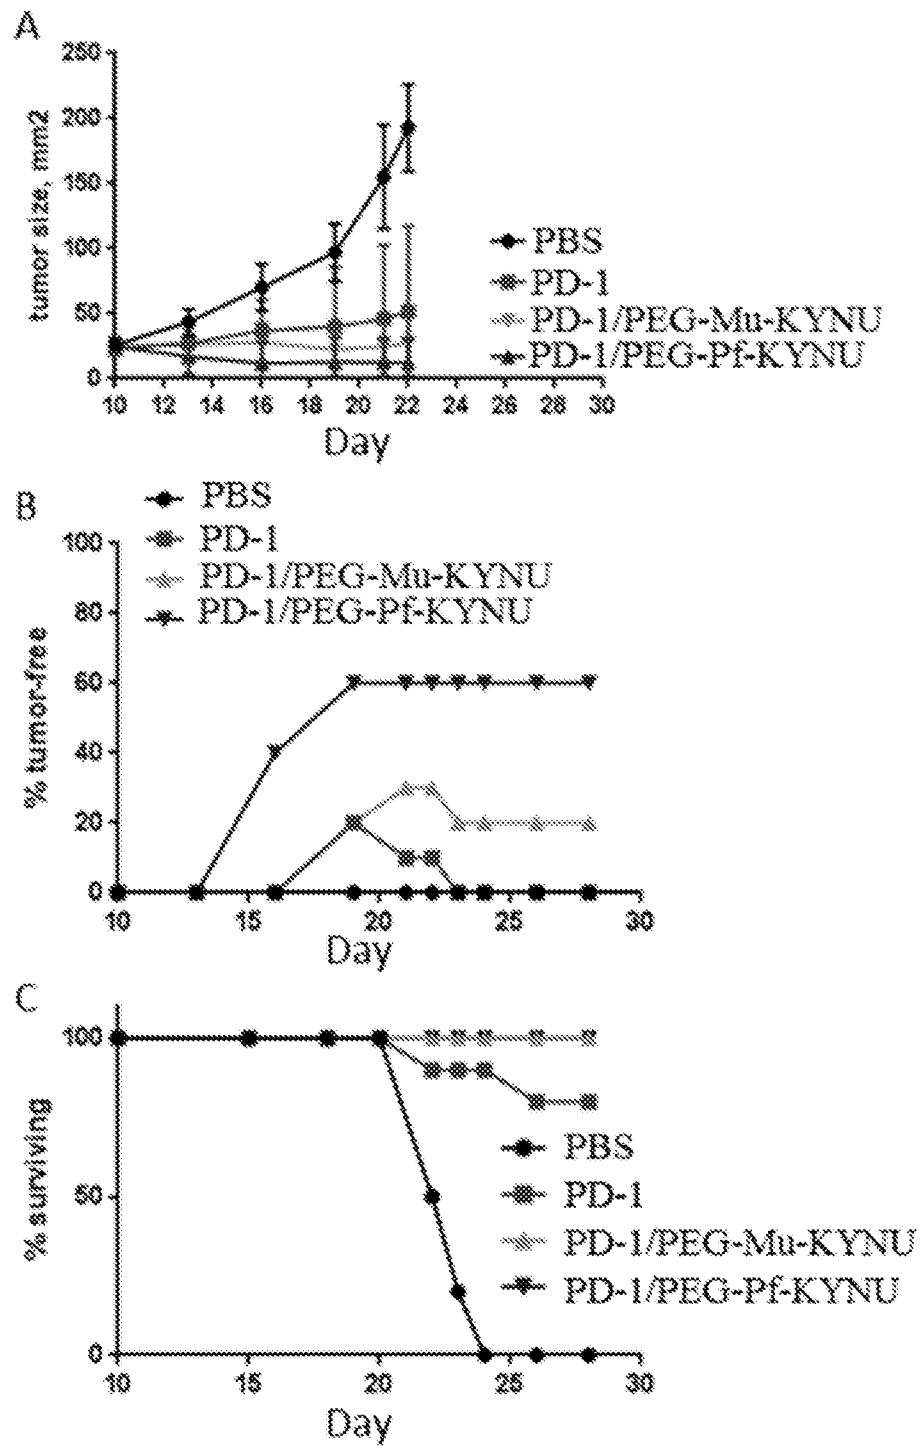 A
250
200
150
100
50
0
tumor size, mm2
10 12 14 16 18 20 22 24 26 28 30
Day
PBS
PD-1
PD-1/PEG-Mu-KYNU
PD-1/PEG-Pf-KYNU
B
PBS
PD-1
PD-1/PEG-Mu-KYNU
PD-1/PEG-Pf-KYNU
100
80
60
40
20
0
% tumor-free
10 15 20 25 30
Day
C
100
50
0
% surviving
PBS
PD-1
PD-1/PEG-Mu-KYNU
PD-1/PEG-Pf-KYNU
10 15 20 25 30
Day